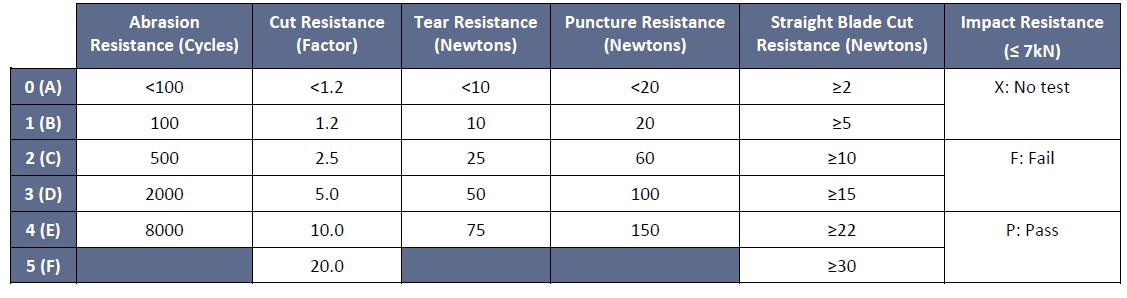 Abrasion Resistance (Cycles) Cut Resistance (Factor) Tear Resistance (Newtons) Puncture Resistance (Newtons) Straight Blade Cut Resistance (Newtons) Impact Resistance (≤ 7kN)
0 (A) <100 <1.2 <10 <20 ≥2 X: No test
1 (B) 100 1.2 10 20 ≥5
2 (C) 500 2.5 25 60 ≥10 F: Fail
3 (D) 2000 5.0 50 100 ≥15
4 (E) 8000 10.0 75 150 ≥22 P: Pass
5 (F) 20.0 ≥30